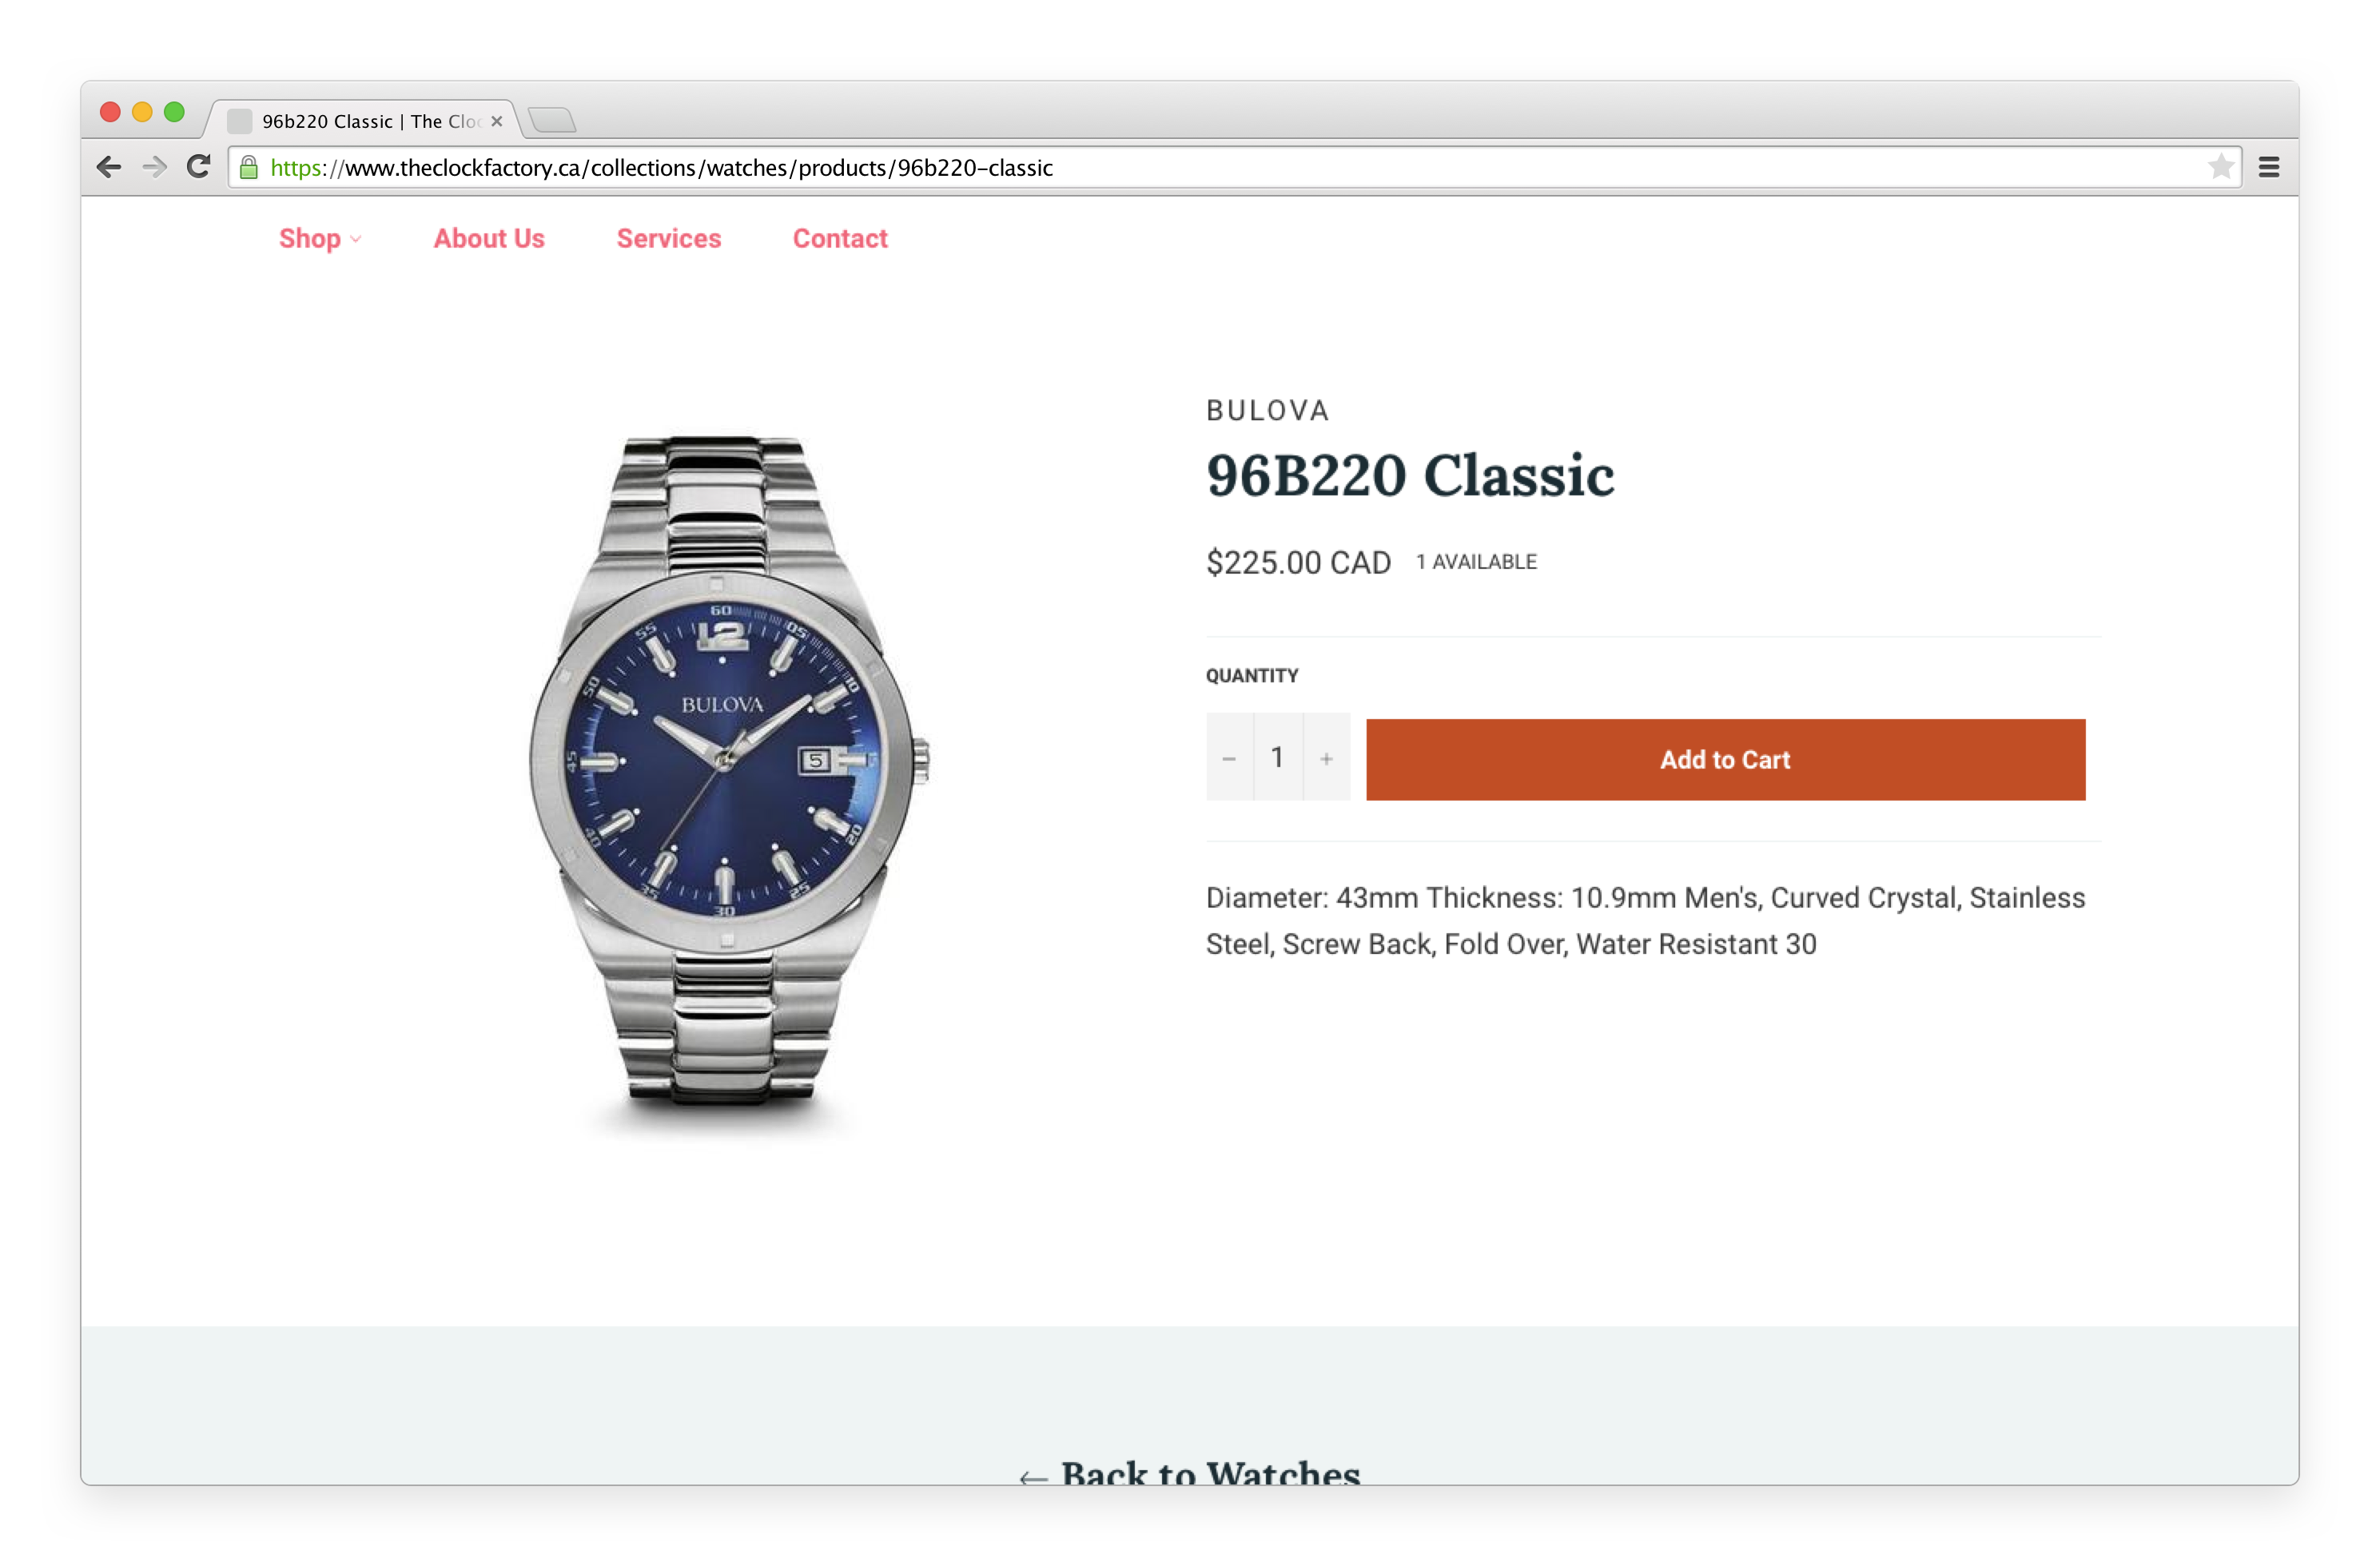 96b220 Classic | The Cloc
https://www.theclockfactory.ca/collections/watches/products/96b220-classic
Shop
About Us
Services
Contact
BULOVA
96B220 Classic
$225.00 CAD 1 AVAILABLE
QUANTITY
− 1 +
Add to Cart
Diameter: 43mm Thickness: 10.9mm Men's, Curved Crystal, Stainless
Steel, Screw Back, Fold Over, Water Resistant 30
60
55
05
12
50
10
BULOVA
45
5
40
20
35
25
30
← Back to Watches